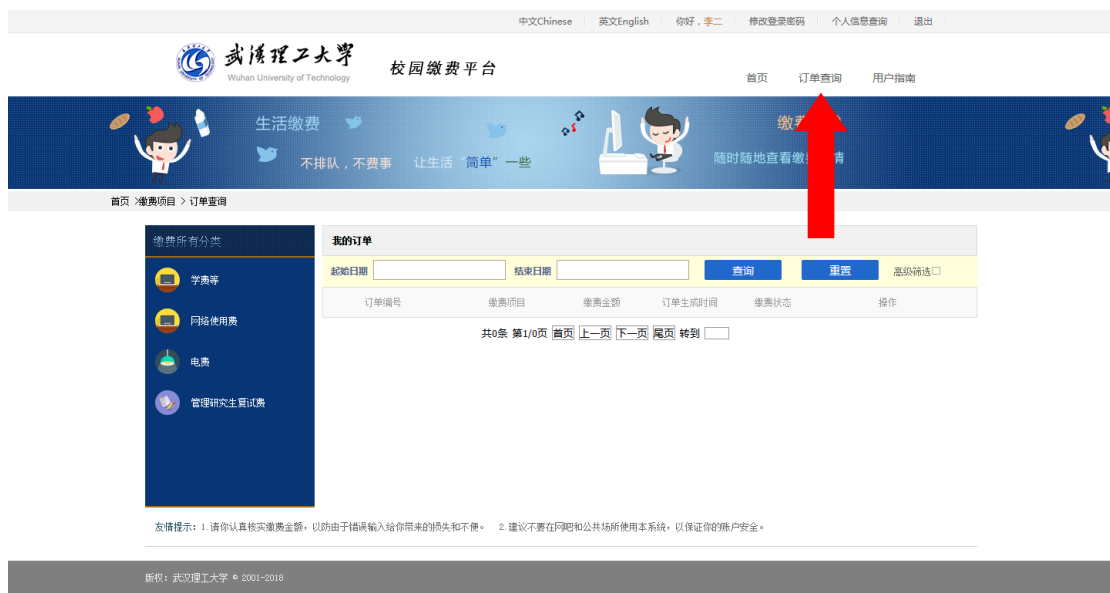 中文Chinese 英文English 你好，李二 修改登录密码 个人信息查询 退出
武汉理工大学
Wuhan University of Technology
校园缴费平台
首页 订单查询 用户指南
生活缴费
不排队，不费事 让生活“简单”一些
缴费
随时随地查看缴 情
首页 >缴费项目 > 订单查询
缴费所有分类
学费等
网络使用费
电费
管理研究生复试费
我的订单
起始日期 结束日期 查询 重置 高级筛选
订单编号 缴费项目 缴费金额 订单生成时间 缴费状态 操作
共0条 第1/0页 首页 上一页 下一页 尾页 转到
友情提示：1.请你认真核实缴费金额，以防由于错误输入给你带来的损失和不便。 2.建议不要在网吧和公共场所使用本系统，以保证你的账户安全。
版权：武汉理工大学 © 2001-2018